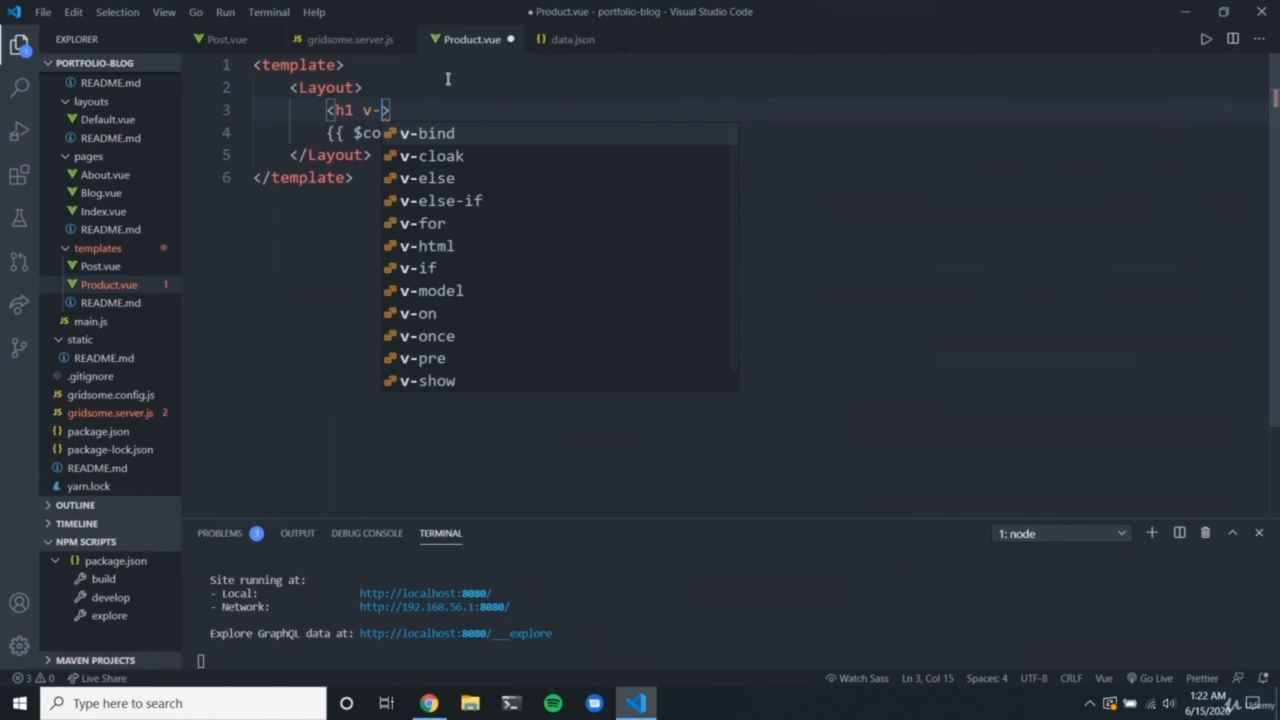 File Edit Selection View Go Run Terminal Help
● Product.vue - portfolio-blog - Visual Studio Code
EXPLORER
Post.vue
gridsome.server.js
Product.vue
data.json
PORTFOLIO-BLOG
README.md
layouts
Default.vue
README.md
pages
About.vue
Blog.vue
Index.vue
README.md
templates
Post.vue
Product.vue 1
README.md
main.js
static
README.md
.gitignore
gridsome.config.js
gridsome.server.js 2
package.json
package-lock.json
README.md
yarn.lock
OUTLINE
TIMELINE
NPM SCRIPTS
package.json
build
develop
explore
MAVEN PROJECTS
1 <template>
2 <Layout>
3 <h1 v->
4 {{ $co
5 </Layout>
6 </template>
v-bind
v-cloak
v-else
v-else-if
v-for
v-html
v-if
v-model
v-on
v-once
v-pre
v-show
PROBLEMS 3 OUTPUT DEBUG CONSOLE TERMINAL
1: node
Site running at:
- Local: http://localhost:8080/
- Network: http://192.168.56.1:8080/
Explore GraphQL data at: http://localhost:8080/___explore
3 0 Live Share
Watch Sass Ln 3, Col 15 Spaces: 4 UTF-8 CRLF Vue Go Live Prettier
Type here to search
1:22 AM
6/15/2020
Udemy